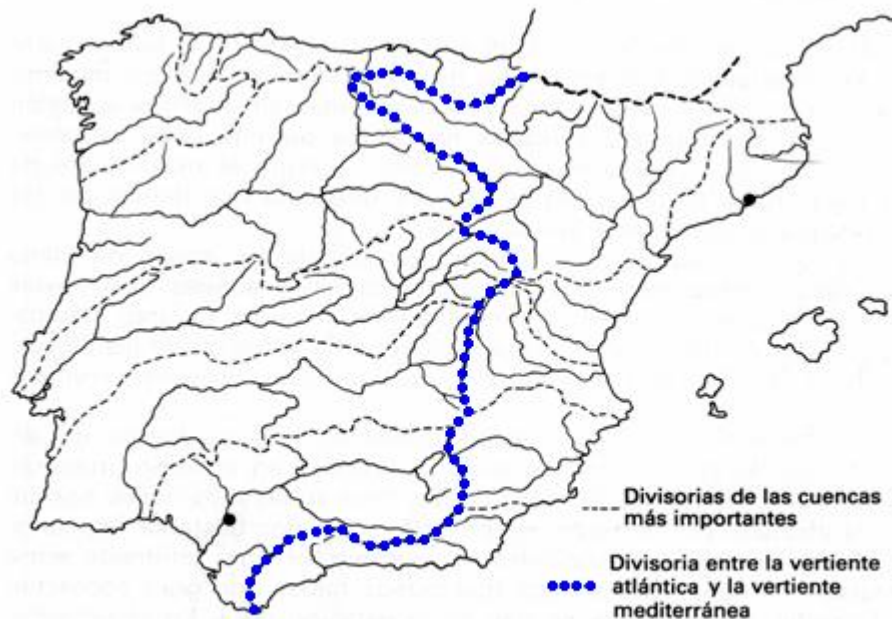 Divisorias de las cuencas
más importantes
Divisoria entre la vertiente
atlántica y la vertiente
mediterránea